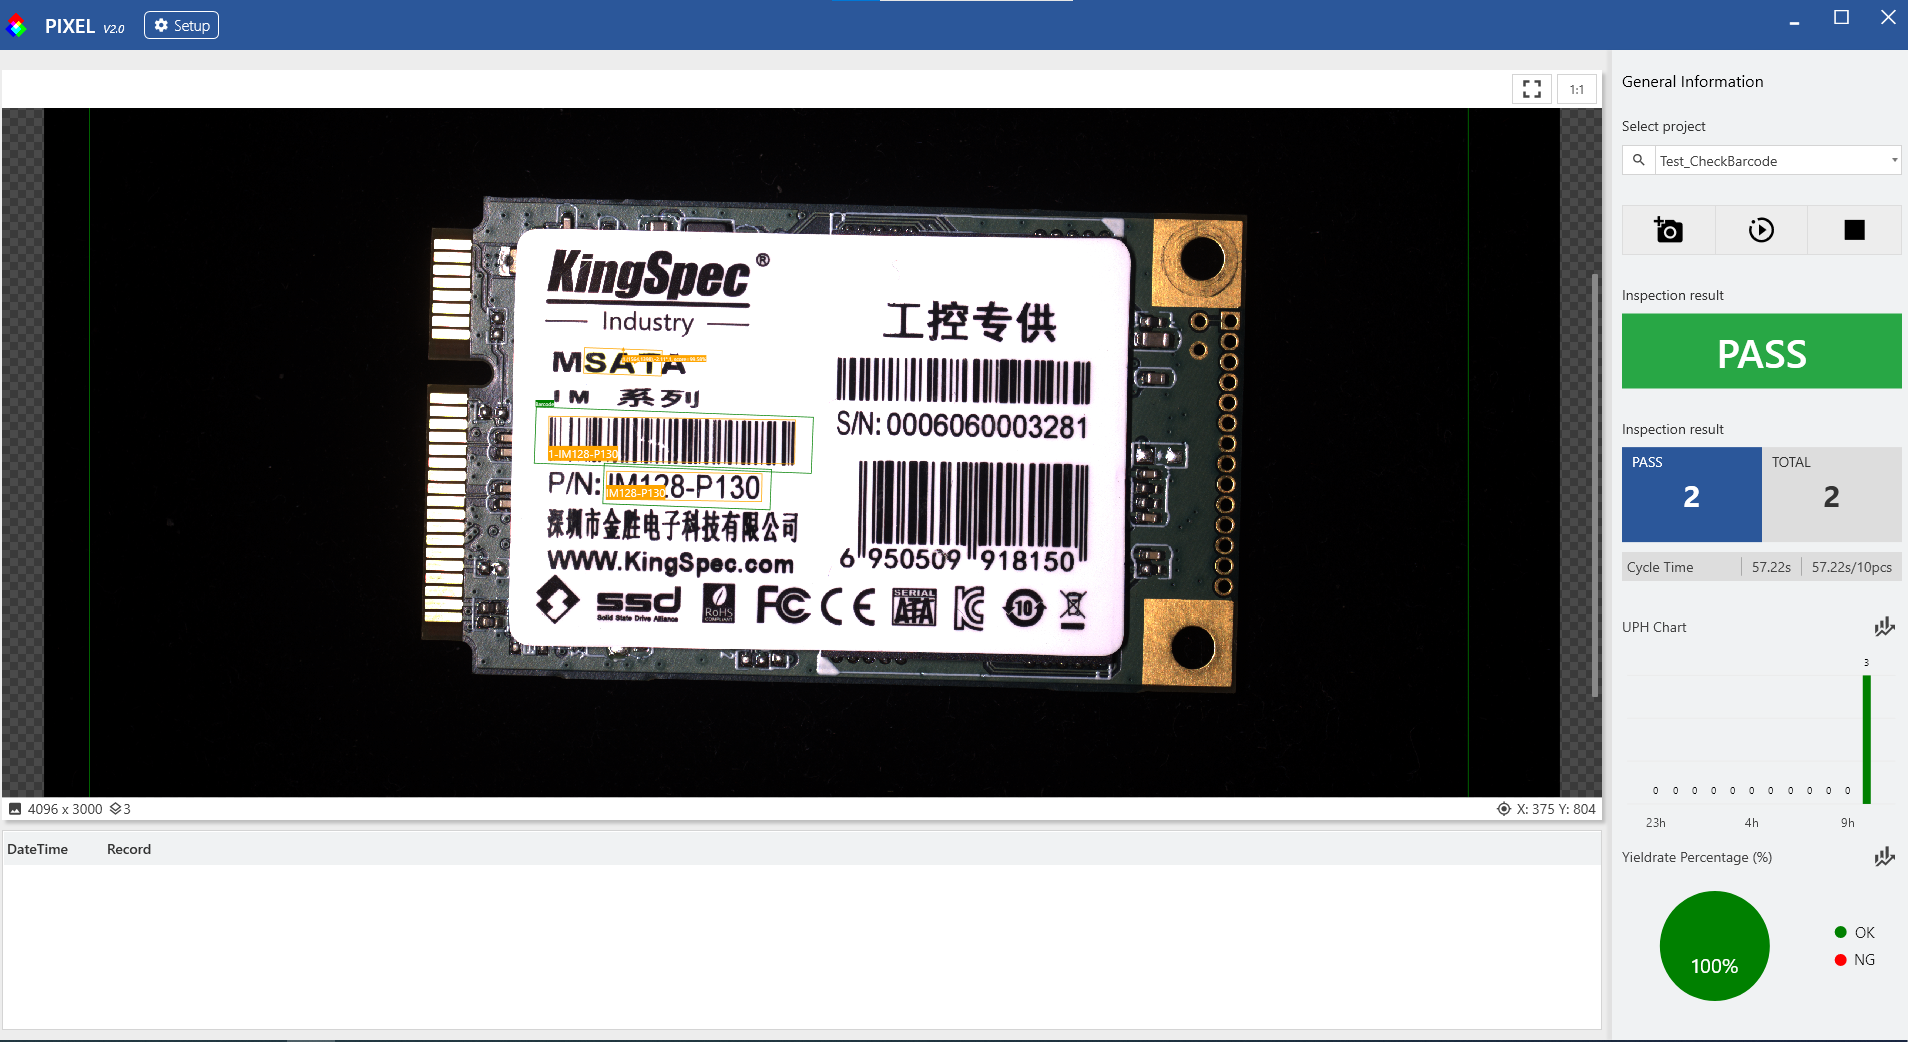 PIXEL V2.0
Setup
1:1
KingSpec®
Industry
MSATA
IM 系列
Barcode
1-IM128-P130
P/N: IM128-P130
IM128-P130
深圳市金胜电子科技有限公司
WWW.KingSpec.com
ssd
Solid State Drive Alliance
RoHS
COMPLIANT
FC CE
SERIAL
ATA
10
工控专供
S/N: 0006060003281
6 950509 918150
4096 x 3000
3
X: 375 Y: 804
DateTime Record
General Information
Select project
Test_CheckBarcode
Inspection result
PASS
Inspection result
PASS
2
TOTAL
2
Cycle Time 57.22s 57.22s/10pcs
UPH Chart
3
0 0 0 0 0 0 0 0 0 0 0
23h 4h 9h
Yieldrate Percentage (%)
100%
OK
NG